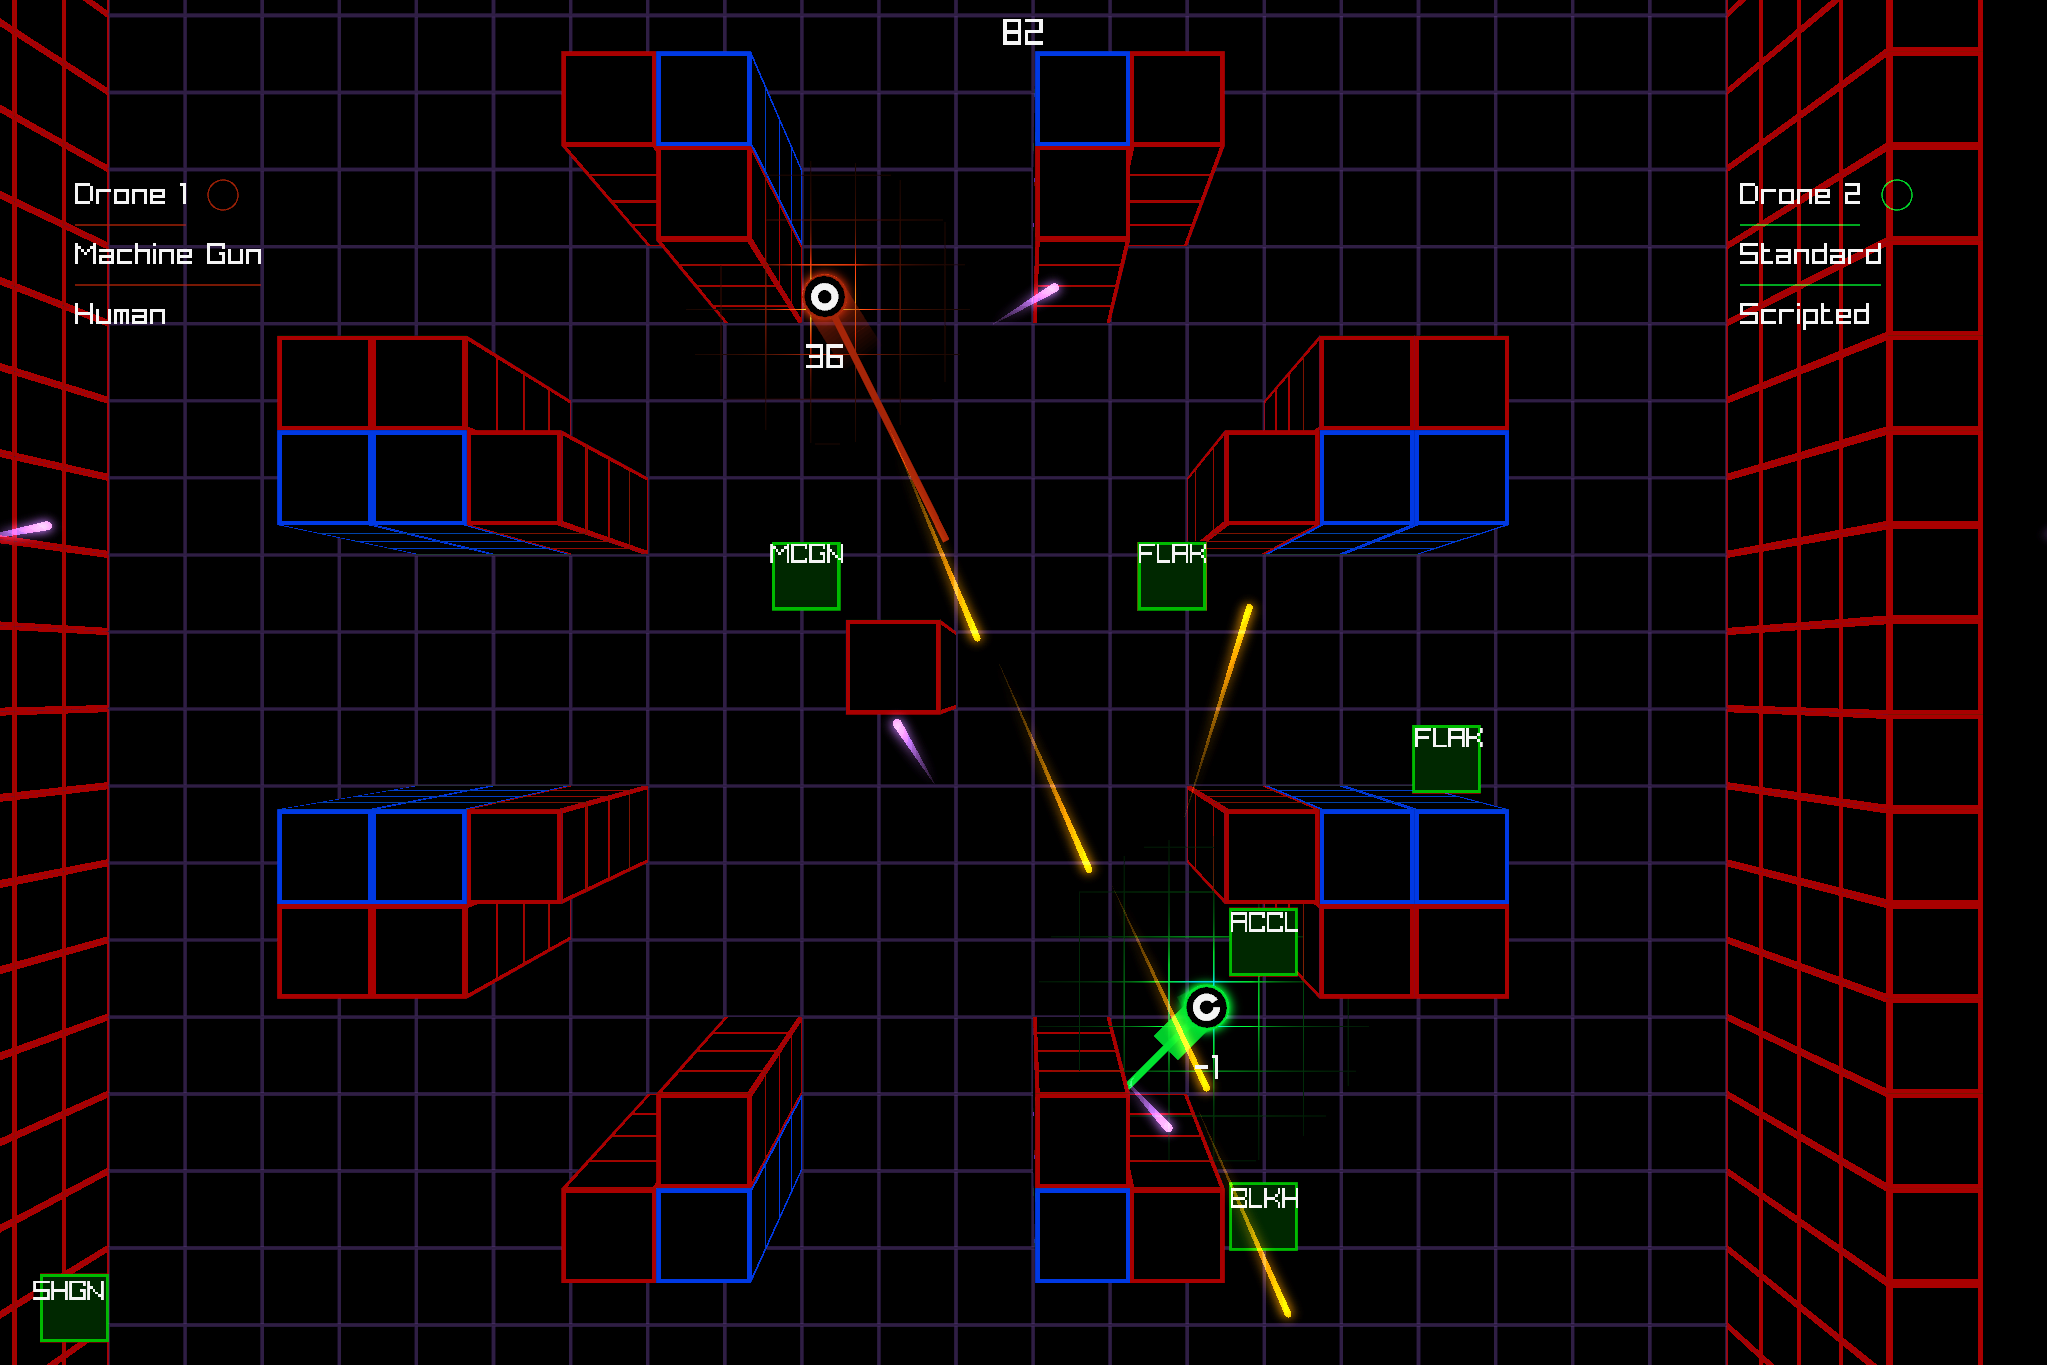 82
Drone 1
Machine Gun
Human
Drone 2
Standard
Scripted
36
MCGN
FLAK
FLAK
ACCL
-1
BLKH
SHGN